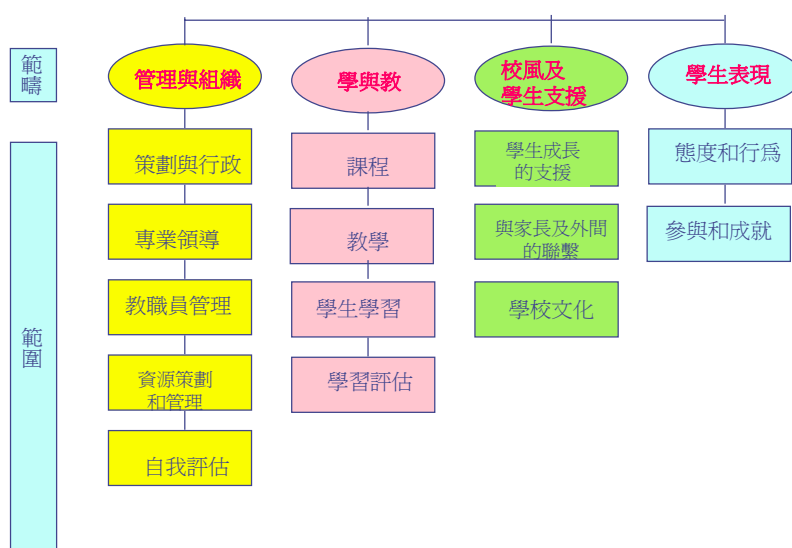 範
疇
管理與組織
學與教
校風及
學生支援
學生表現
範
圍
策劃與行政
專業領導
教職員管理
資源策劃
和管理
自我評估
課程
教學
學生學習
學習評估
學生成長
的支援
與家長及外間
的聯繫
學校文化
態度和行爲
參與和成就